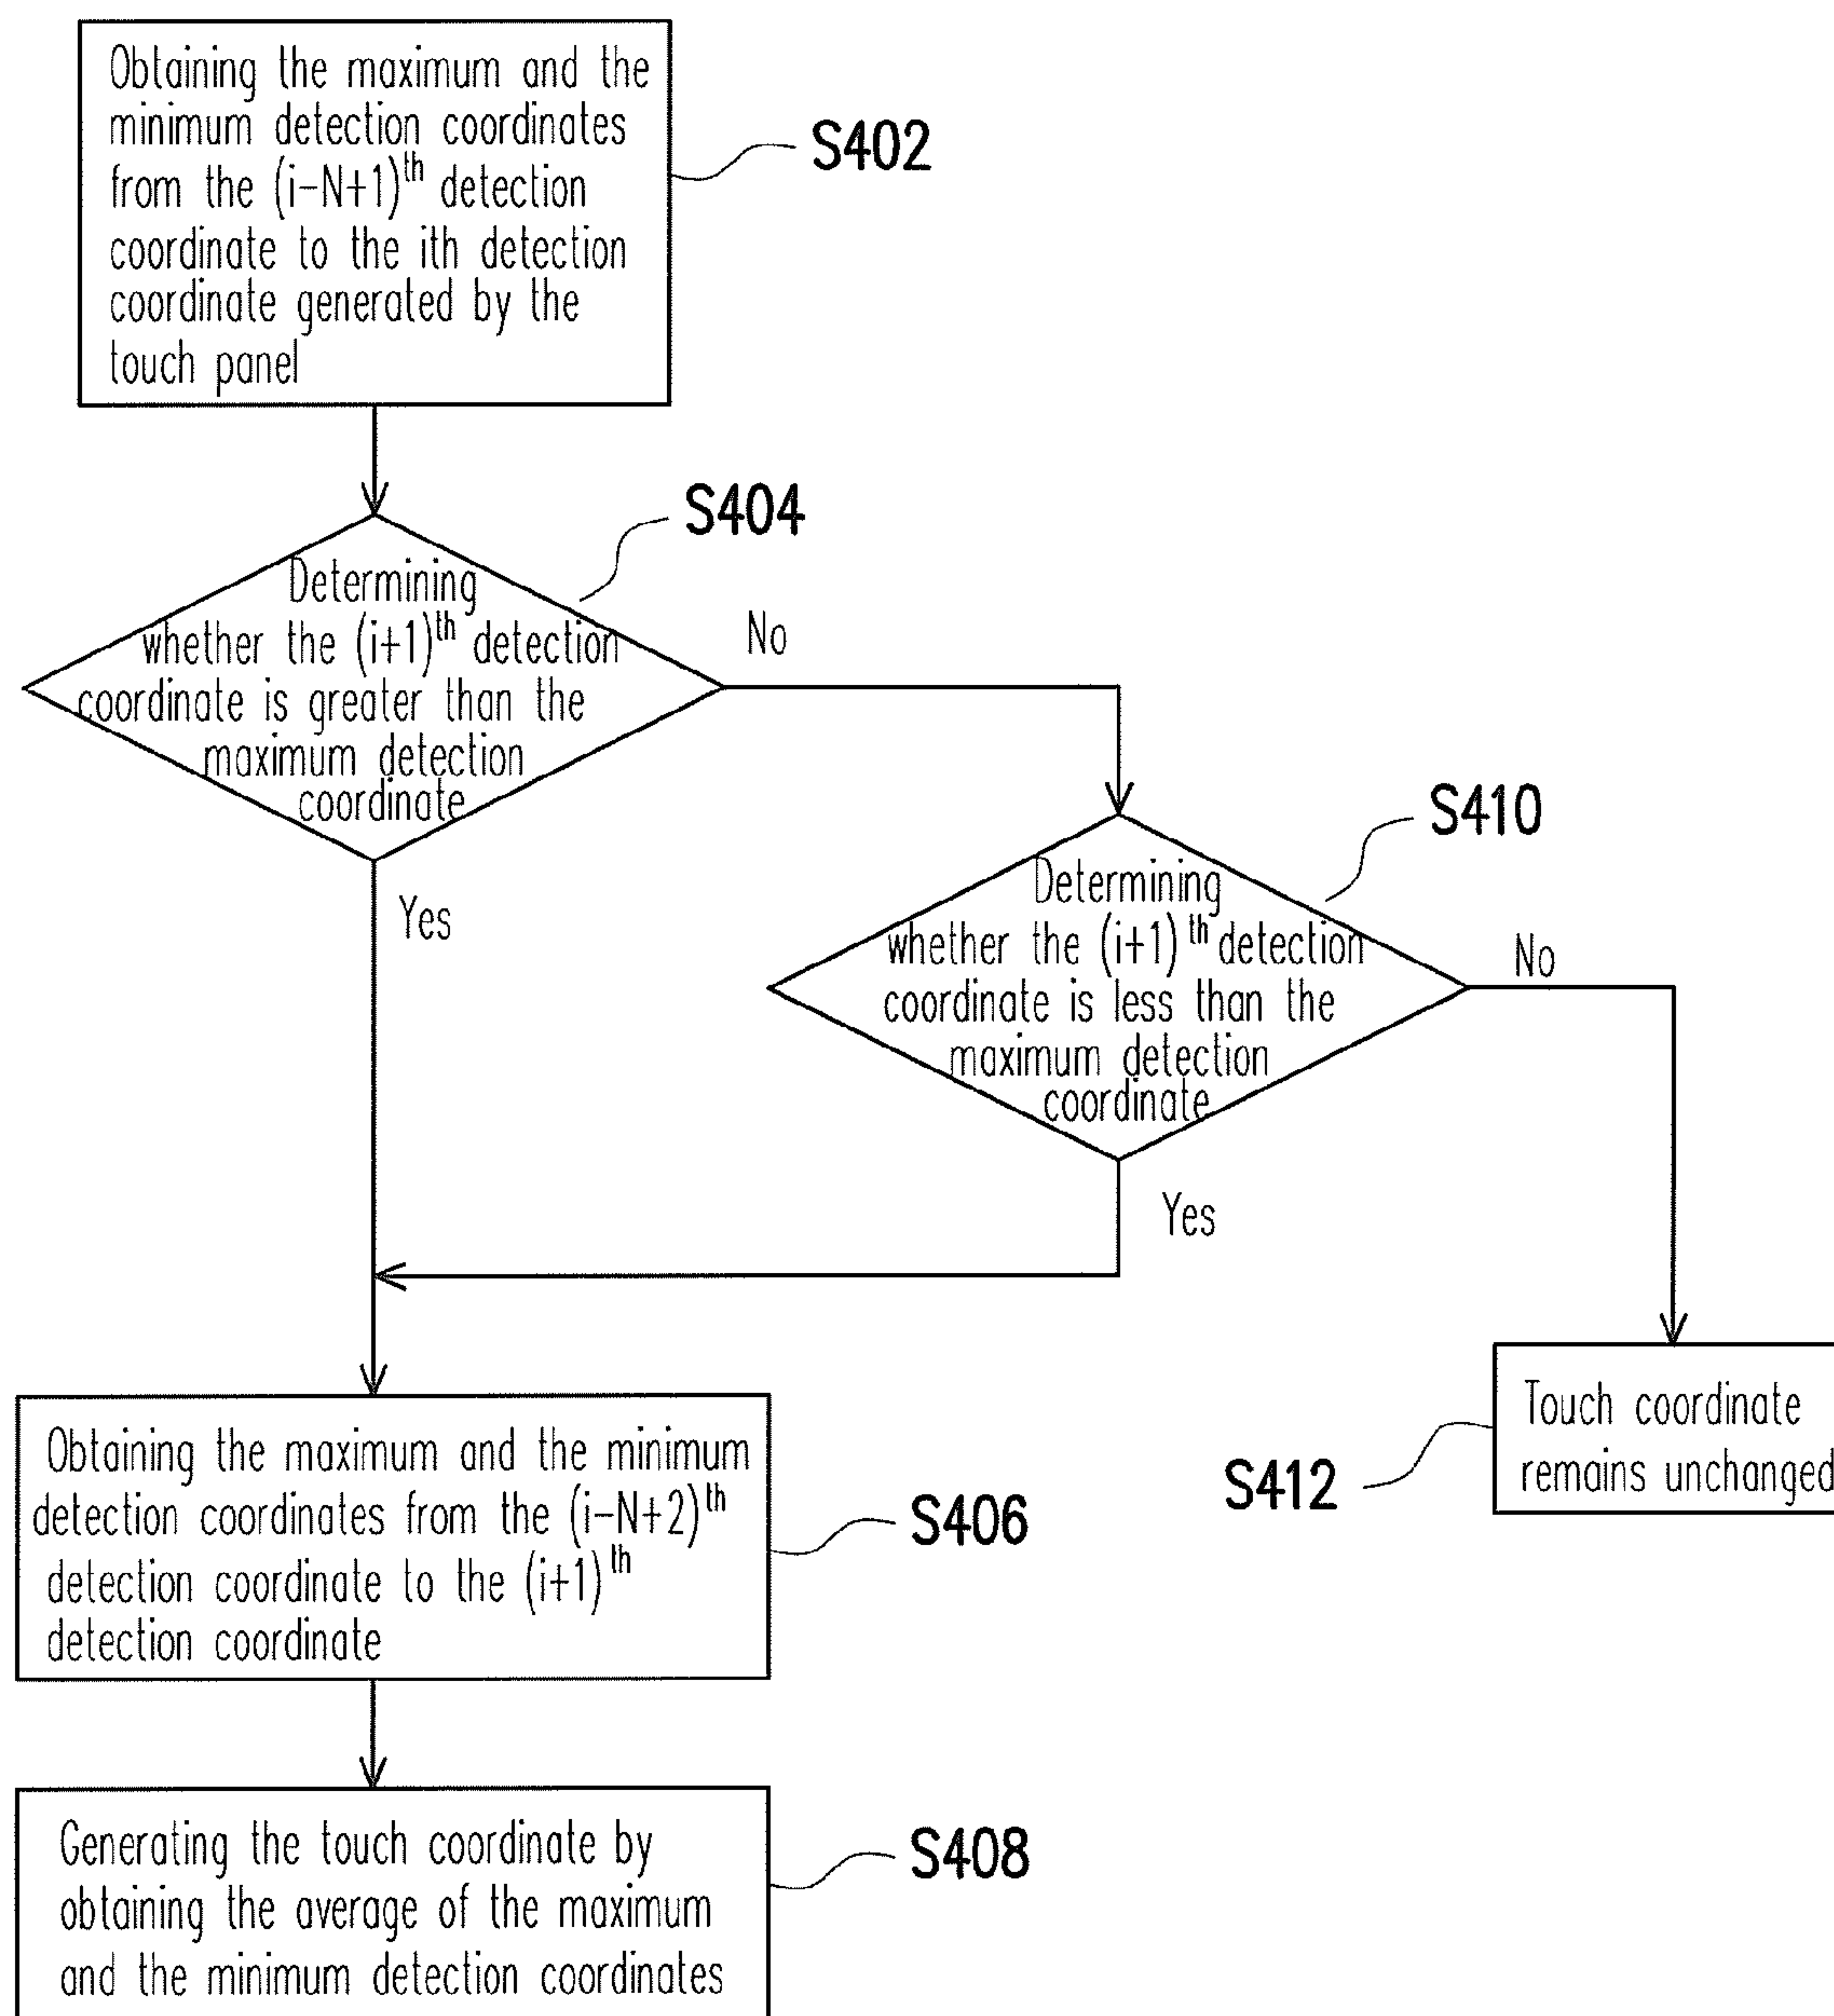 Obtaining the maximum and the
minimum detection coordinates
from the (i-N+1)th detection
coordinate to the ith detection
coordinate generated by the
touch panel
S402
S404
Determining
whether the (i+1)th detection
coordinate is greater than the
maximum detection
coordinate
No
Yes
S410
Determining
whether the (i+1)th detection
coordinate is less than the
maximum detection
coordinate
No
Yes
Obtaining the maximum and the minimum
detection coordinates from the (i-N+2)th
detection coordinate to the (i+1)th
detection coordinate
S406
Touch coordinate
remains unchanged
S412
Generating the touch coordinate by
obtaining the average of the maximum
and the minimum detection coordinates
S408